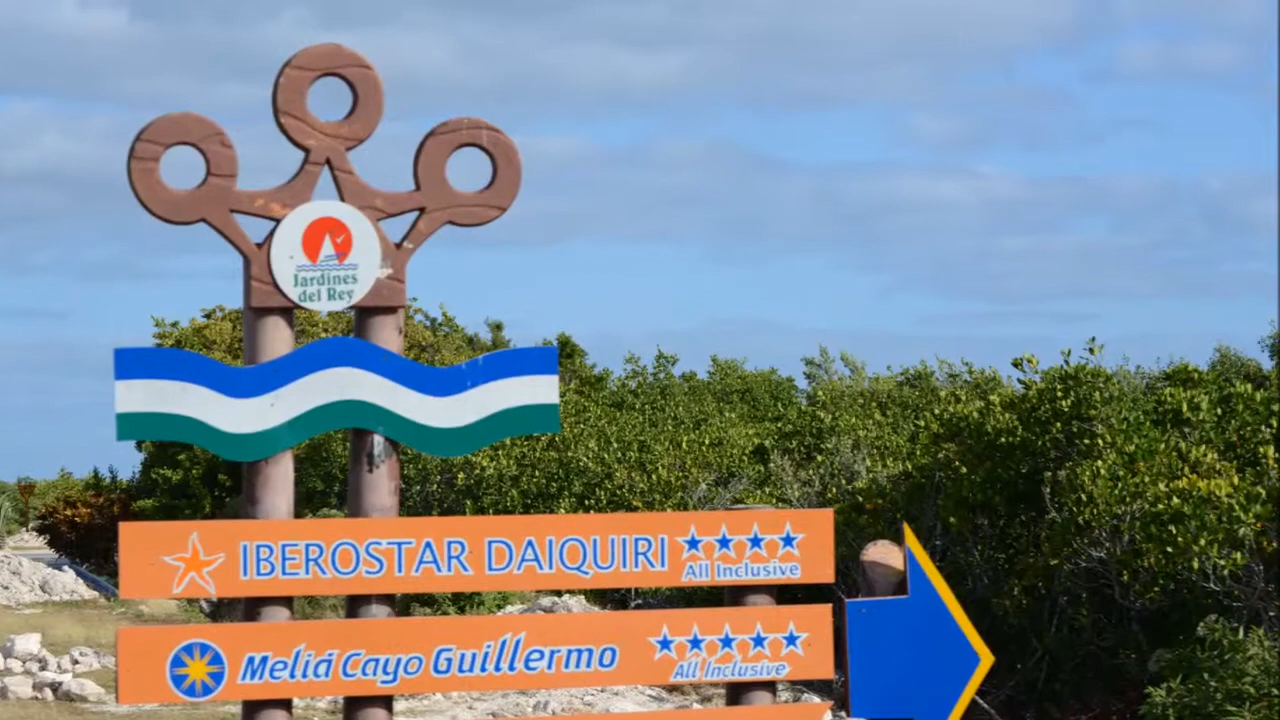 Jardines
del Rey
IBEROSTAR DAIQUIRI
All Inclusive
Meliá Cayo Guillermo
All Inclusive